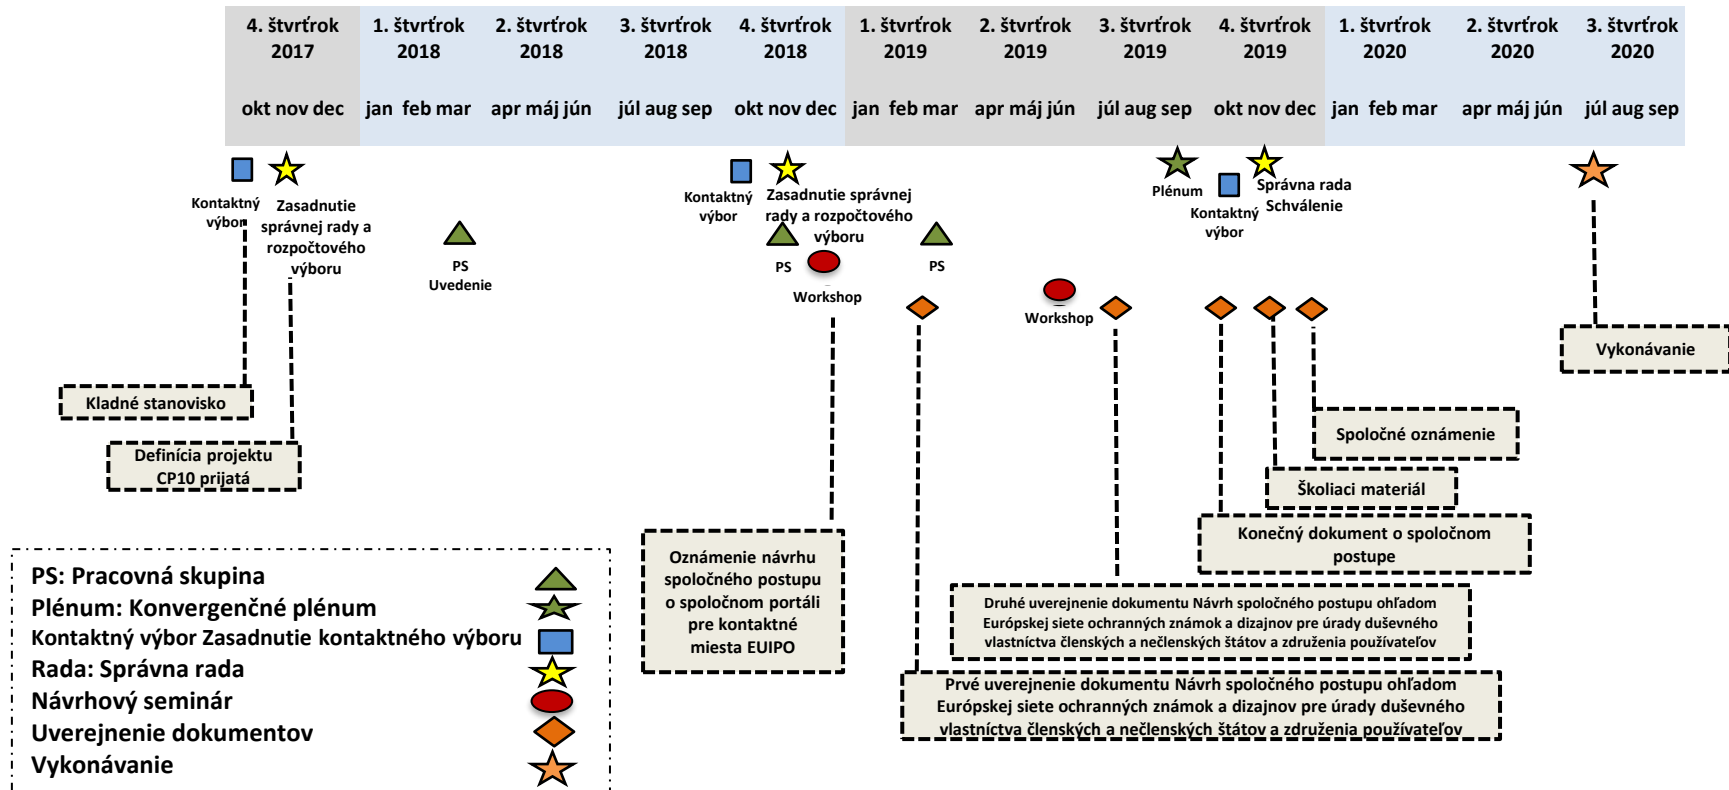 4. štvrťrok 2017
okt nov dec
1. štvrťrok 2018
jan feb mar
2. štvrťrok 2018
apr máj jún
3. štvrťrok 2018
júl aug sep
4. štvrťrok 2018
okt nov dec
1. štvrťrok 2019
jan feb mar
2. štvrťrok 2019
apr máj jún
3. štvrťrok 2019
júl aug sep
4. štvrťrok 2019
okt nov dec
1. štvrťrok 2020
jan feb mar
2. štvrťrok 2020
apr máj jún
3. štvrťrok 2020
júl aug sep
Kontaktný
výbor
Zasadnutie
správnej rady a
rozpočtového
výboru
PS
Uvedenie
Kontaktný
výbor
Zasadnutie správnej
rady a rozpočtového
výboru
PS
Workshop
PS
Workshop
Plénum
Kontaktný
výbor
Správna rada
Schválenie
Vykonávanie
Kladné stanovisko
Definícia projektu
CP10 prijatá
Spoločné oznámenie
Školiaci materiál
Konečný dokument o spoločnom
postupe
Oznámenie návrhu
spoločného postupu
o spoločnom portáli
pre kontaktné
miesta EUIPO
Druhé uverejnenie dokumentu Návrh spoločného postupu ohľadom
Európskej siete ochranných známok a dizajnov pre úrady duševného
vlastníctva členských a nečlenských štátov a združenia používateľov
Prvé uverejnenie dokumentu Návrh spoločného postupu ohľadom
Európskej siete ochranných známok a dizajnov pre úrady duševného
vlastníctva členských a nečlenských štátov a združenia používateľov
PS: Pracovná skupina
Plénum: Konvergenčné plénum
Kontaktný výbor Zasadnutie kontaktného výboru
Rada: Správna rada
Návrhový seminár
Uverejnenie dokumentov
Vykonávanie